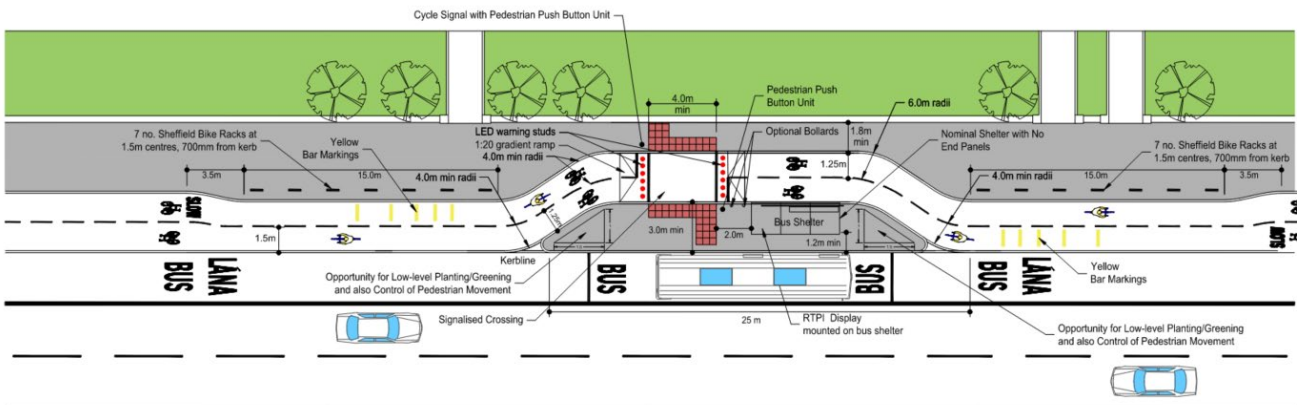 Cycle Signal with Pedestrian Push Button Unit
4.0m
min
Pedestrian Push
Button Unit
6.0m radii
7 no. Sheffield Bike Racks at
1.5m centres, 700mm from kerb
Yellow
Bar Markings
LED warning studs
1:20 gradient ramp
4.0m min radii
Optional Bollards
1.8m
min
1.25m
Nominal Shelter with No
End Panels
7 no. Sheffield Bike Racks at
1.5m centres, 700mm from kerb
3.5m
15.0m
4.0m min radii
4.0m min radii
15.0m
3.5m
SLOW
1.5m
1.25m
3.0m min
2.0m
Bus Shelter
1.2m min
SLOW
Kerbline
Opportunity for Low-level Planting/Greening
and also Control of Pedestrian Movement
Signalised Crossing
BUS
LÁNA
BUS
BUS
BUS
LÁNA
25 m
RTPI Display
mounted on bus shelter
Yellow
Bar Markings
Opportunity for Low-level Planting/Greening
and also Control of Pedestrian Movement